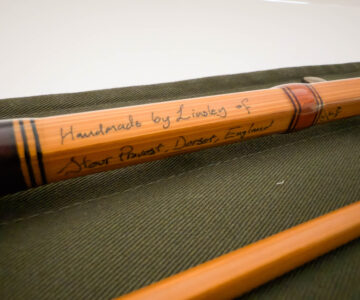 Handmade by Linsley of
Stour Provost, Dorset, England